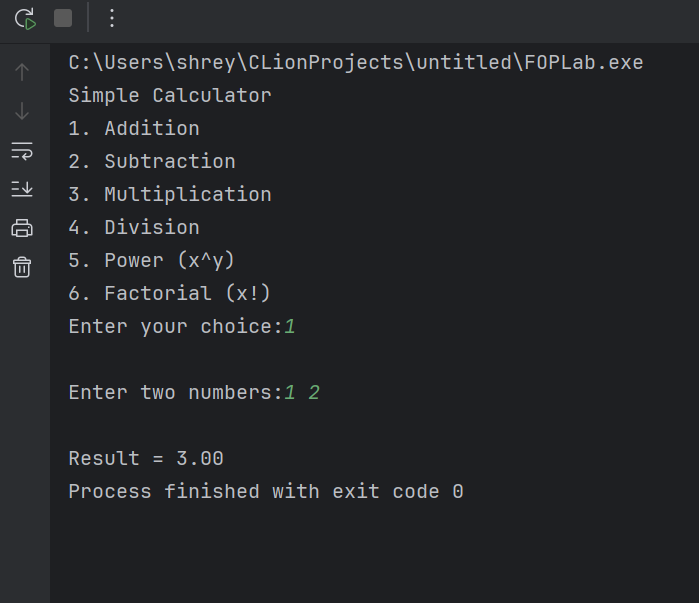 C:\Users\shrey\CLionProjects\untitled\FOPLab.exe
Simple Calculator
1. Addition
2. Subtraction
3. Multiplication
4. Division
5. Power (x^y)
6. Factorial (x!)
Enter your choice:1
Enter two numbers:1 2
Result = 3.00
Process finished with exit code 0